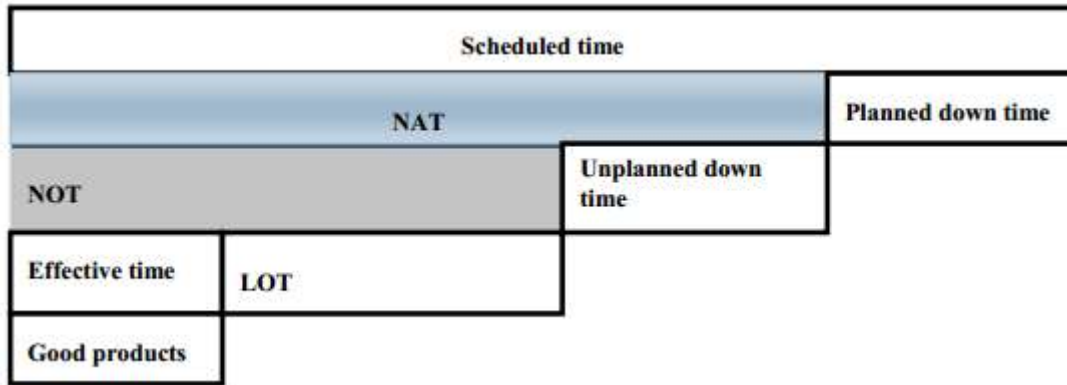 Scheduled time
NAT
Planned down time
NOT
Unplanned down
time
Effective time
LOT
Good products